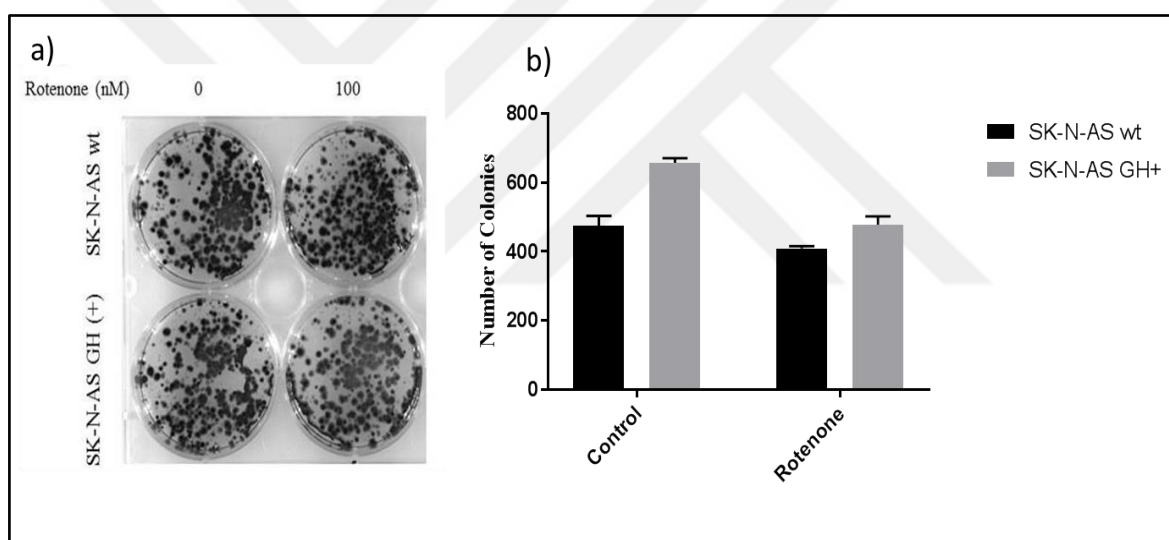 a)
Rotenone (nM) 0 100
SK-N-AS wt
SK-N-AS GH (+)
b)
Number of Colonies
800
600
400
200
0
Control
Rotenone
SK-N-AS wt
SK-N-AS GH+